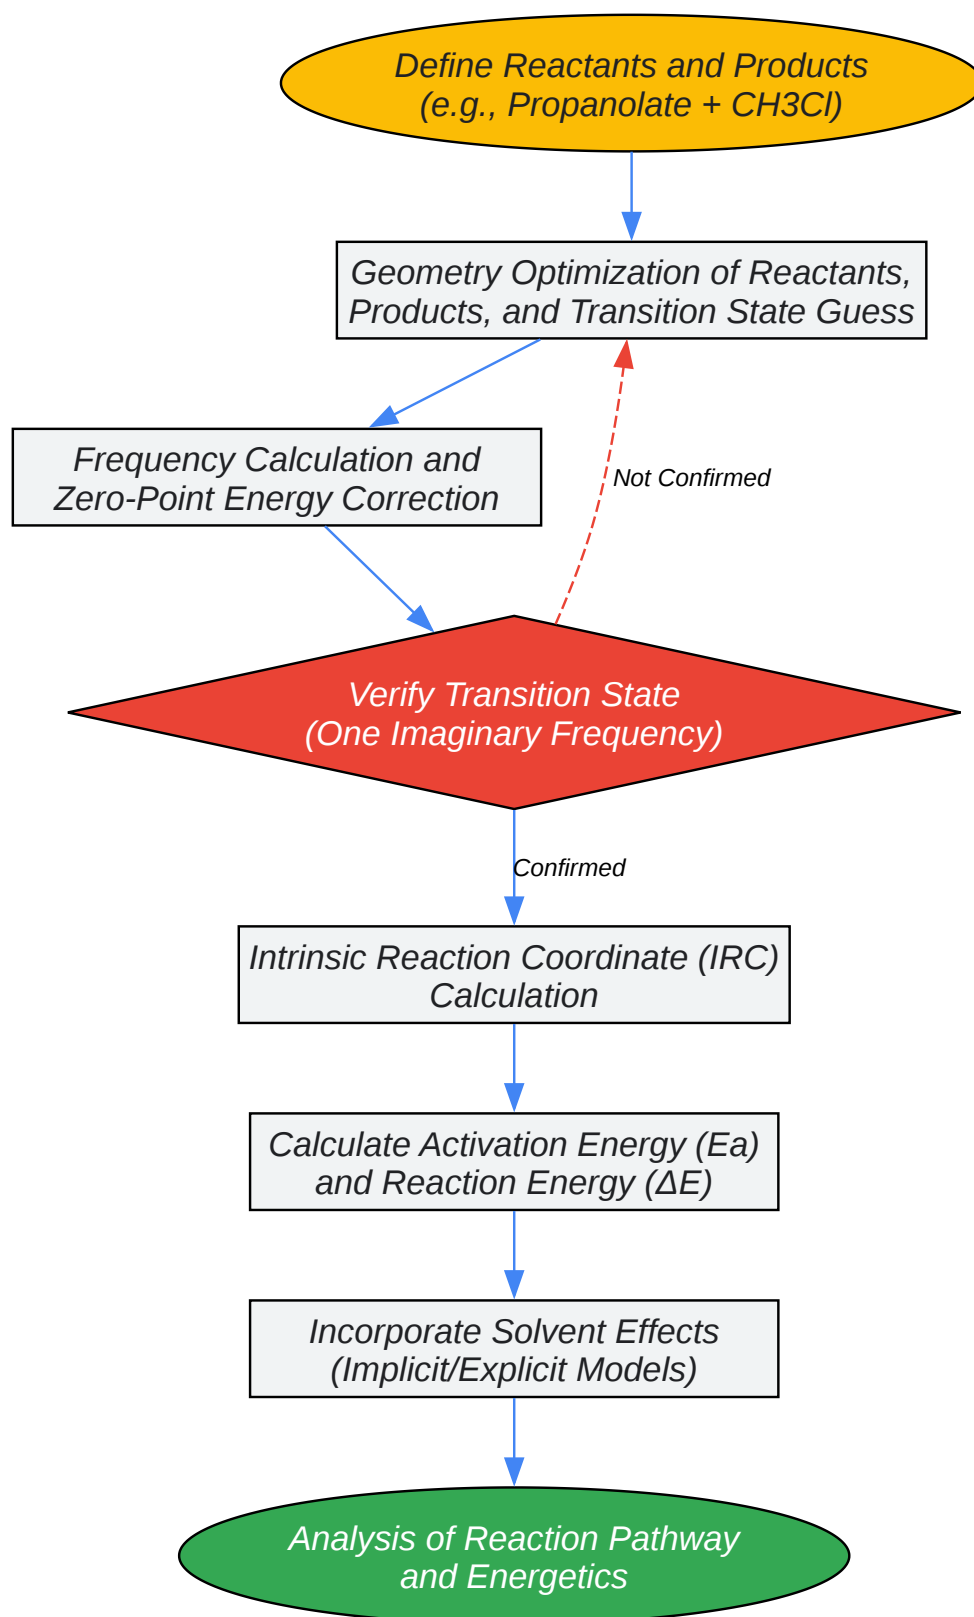 Define Reactants and Products
(e.g., Propanolate + CH3Cl)
Geometry Optimization of Reactants,
Products, and Transition State Guess
Frequency Calculation and
Zero-Point Energy Correction
Not Confirmed
Verify Transition State
(One Imaginary Frequency)
Confirmed
Intrinsic Reaction Coordinate (IRC)
Calculation
Calculate Activation Energy (Ea)
and Reaction Energy (ΔE)
Incorporate Solvent Effects
(Implicit/Explicit Models)
Analysis of Reaction Pathway
and Energetics